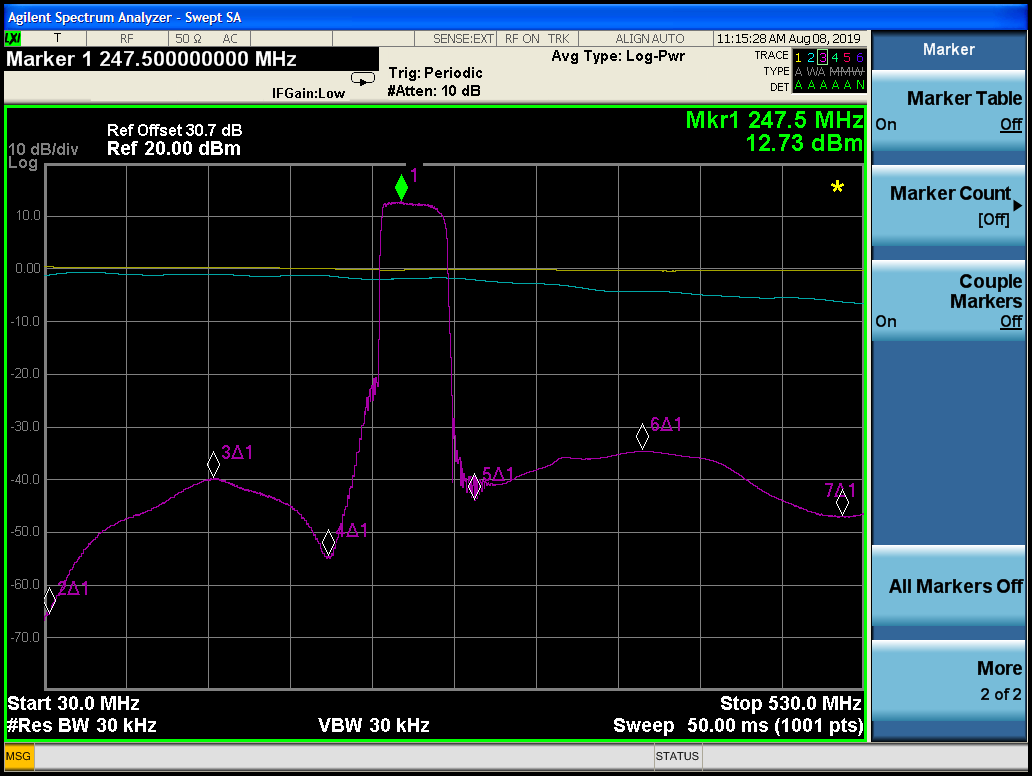 Agilent Spectrum Analyzer - Swept SA
LXI T RF 50 Ω AC SENSE:EXT RF ON TRK ALIGN AUTO 11:15:28 AM Aug 08, 2019
Marker 1 247.500000000 MHz
IFGain:Low
Trig: Periodic
#Atten: 10 dB
Avg Type: Log-Pwr
TRACE 1 2 3 4 5 6
TYPE A WA MMW
DET A A A A A N
Marker
Marker Table
On Off
Marker Count
[Off]
Couple
Markers
On Off
All Markers Off
More
2 of 2
Mkr1 247.5 MHz
12.73 dBm
Ref Offset 30.7 dB
10 dB/div Ref 20.00 dBm
Log
1
*
10.0
0.00
-10.0
-20.0
-30.0
-40.0
-50.0
-60.0
-70.0
2Δ1
3Δ1
4Δ1
5Δ1
6Δ1
7Δ1
Start 30.0 MHz Stop 530.0 MHz
#Res BW 30 kHz VBW 30 kHz Sweep 50.00 ms (1001 pts)
MSG STATUS